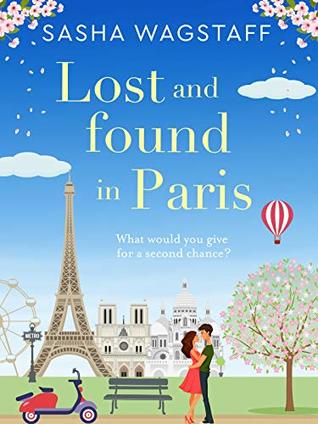 SASHA WAGSTAFF
Lost and
found
in Paris
What would you give
for a second chance?
METRO